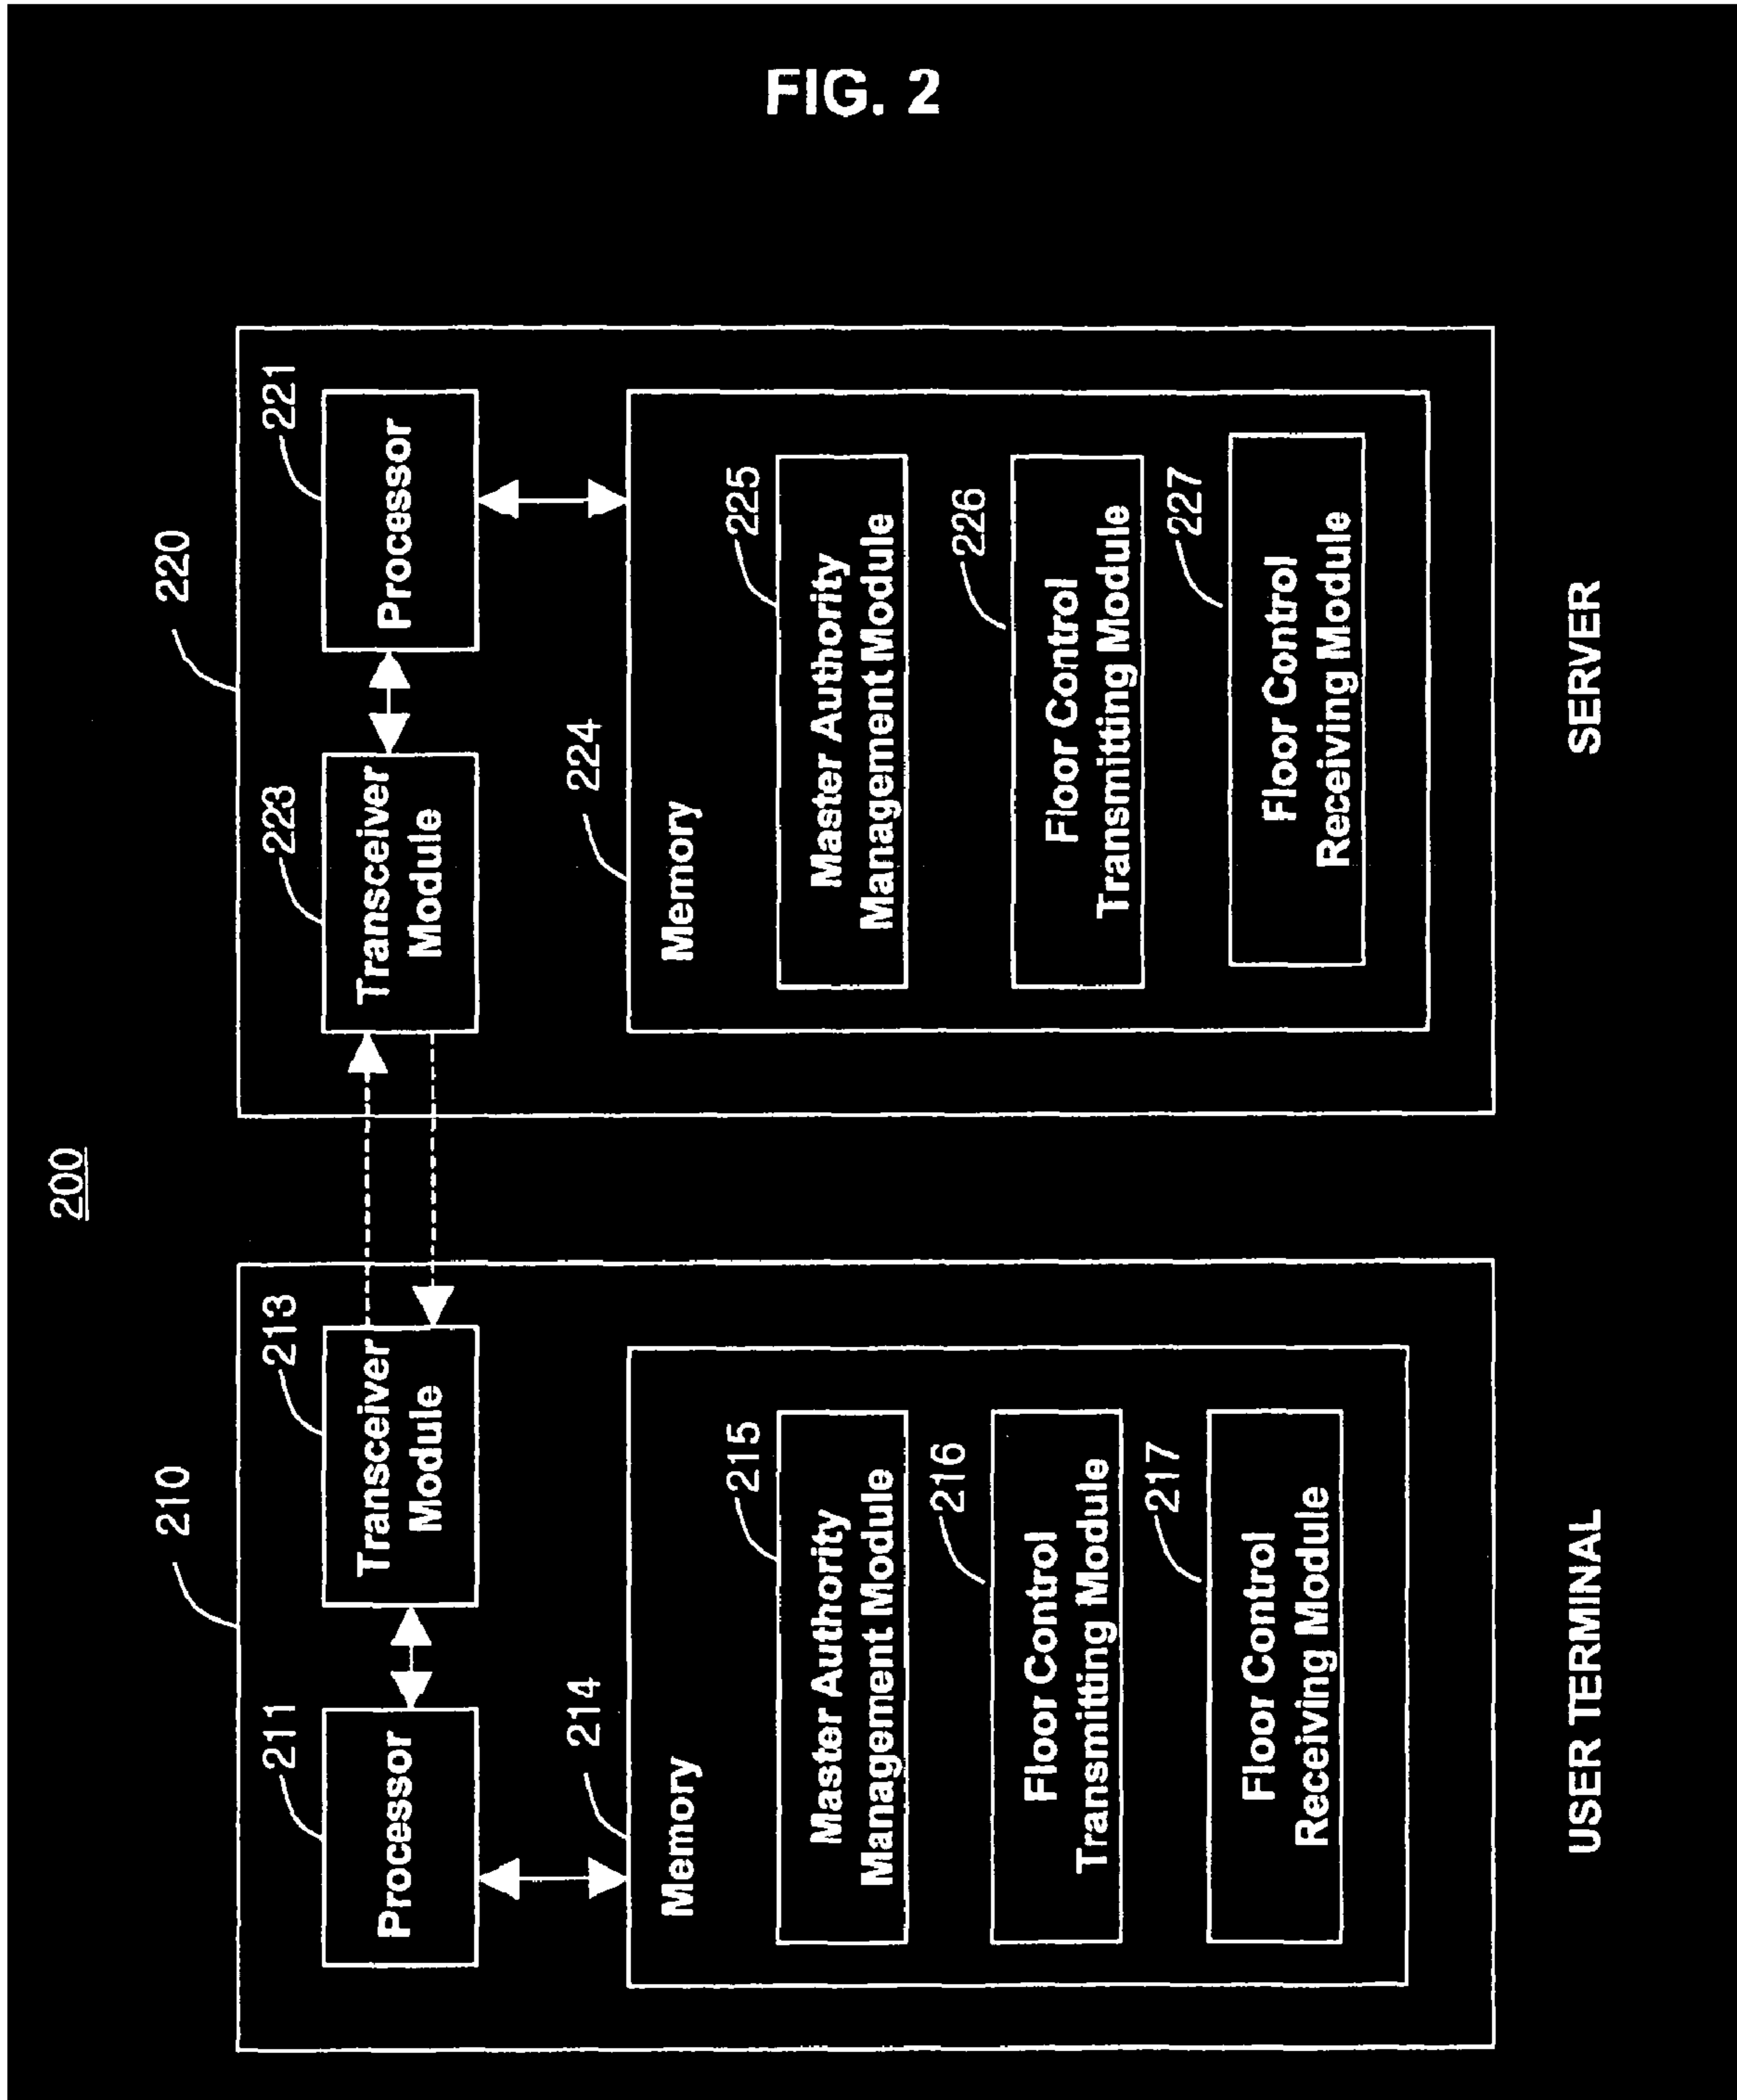 FIG. 2
200
210
211
Processor
213
Transceiver
Module
214
Memory
215
Master Authority
Management Module
216
Floor Control
Transmitting Module
217
Floor Control
Receiving Module
USER TERMINAL
220
223
Transceiver
Module
221
Processor
224
Memory
225
Master Authority
Management Module
226
Floor Control
Transmitting Module
227
Floor Control
Receiving Module
SERVER